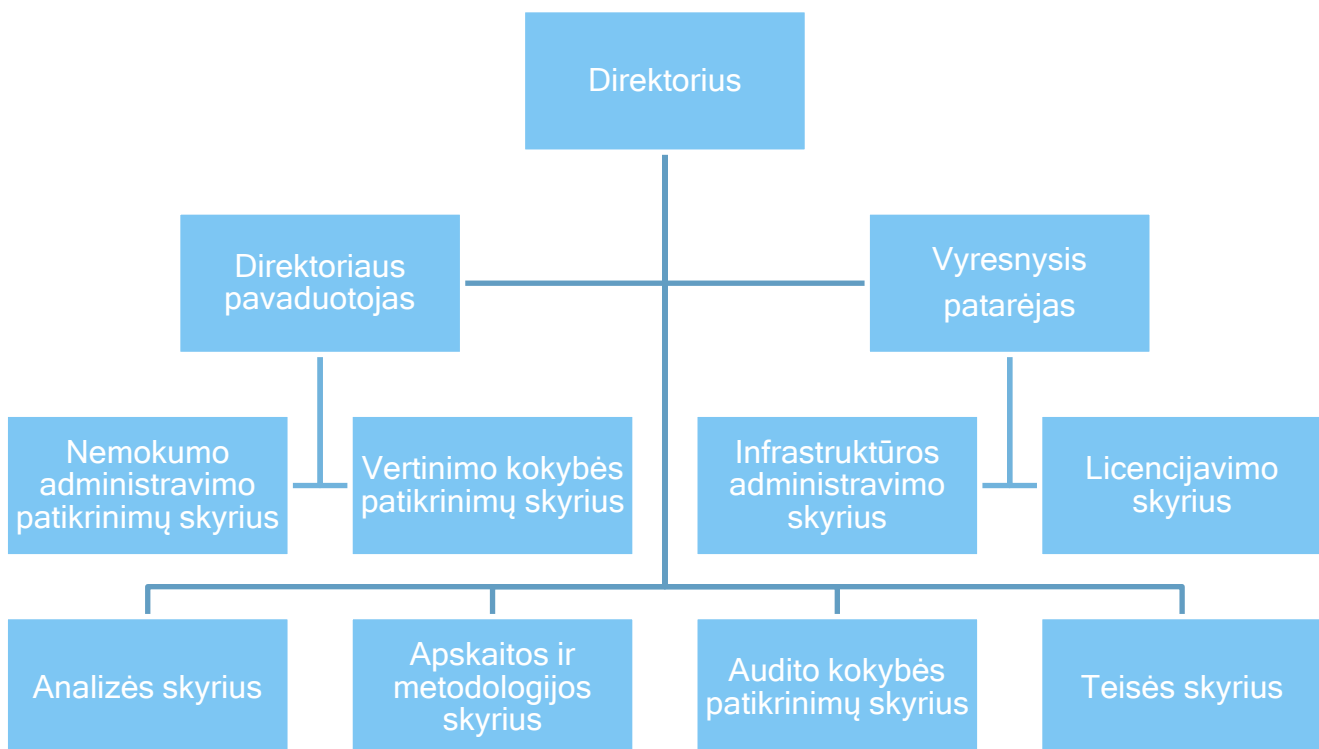 Direktorius
Direktoriaus
pavaduotojas
Vyresnysis
patarėjas
Nemokumo
administravimo
patikrinimų skyrius
Vertinimo kokybės
patikrinimų skyrius
Infrastruktūros
administravimo
skyrius
Licencijavimo
skyrius
Analizės skyrius
Apskaitos ir
metodologijos
skyrius
Audito kokybės
patikrinimų skyrius
Teisės skyrius